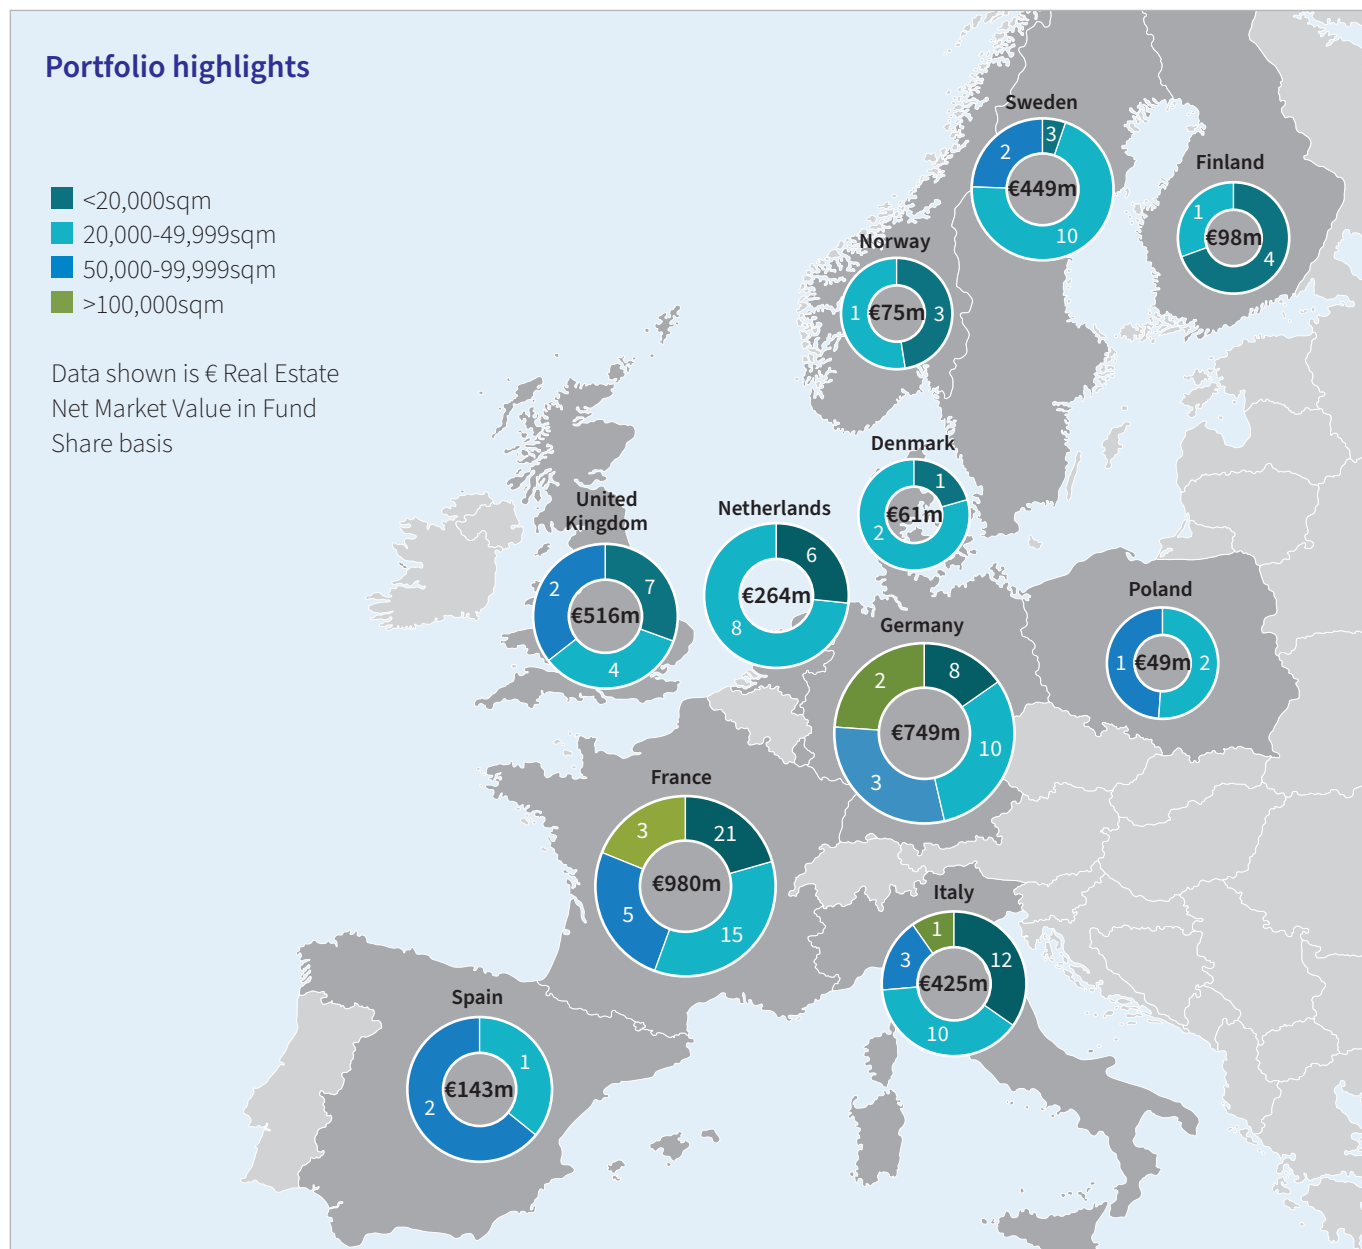 Portfolio highlights
<20,000sqm
20,000-49,999sqm
50,000-99,999sqm
>100,000sqm
Data shown is € Real Estate
Net Market Value in Fund
Share basis
Sweden
3
2
€449m
10
Finland
1
€98m
4
Norway
1
€75m
3
Denmark
1
€61m
2
United
Kingdom
2
7
€516m
4
Netherlands
6
€264m
8
Poland
1
€49m
2
Germany
2
8
€749m
10
3
France
3
21
€980m
5
15
Italy
1
12
3
€425m
10
Spain
1
€143m
2